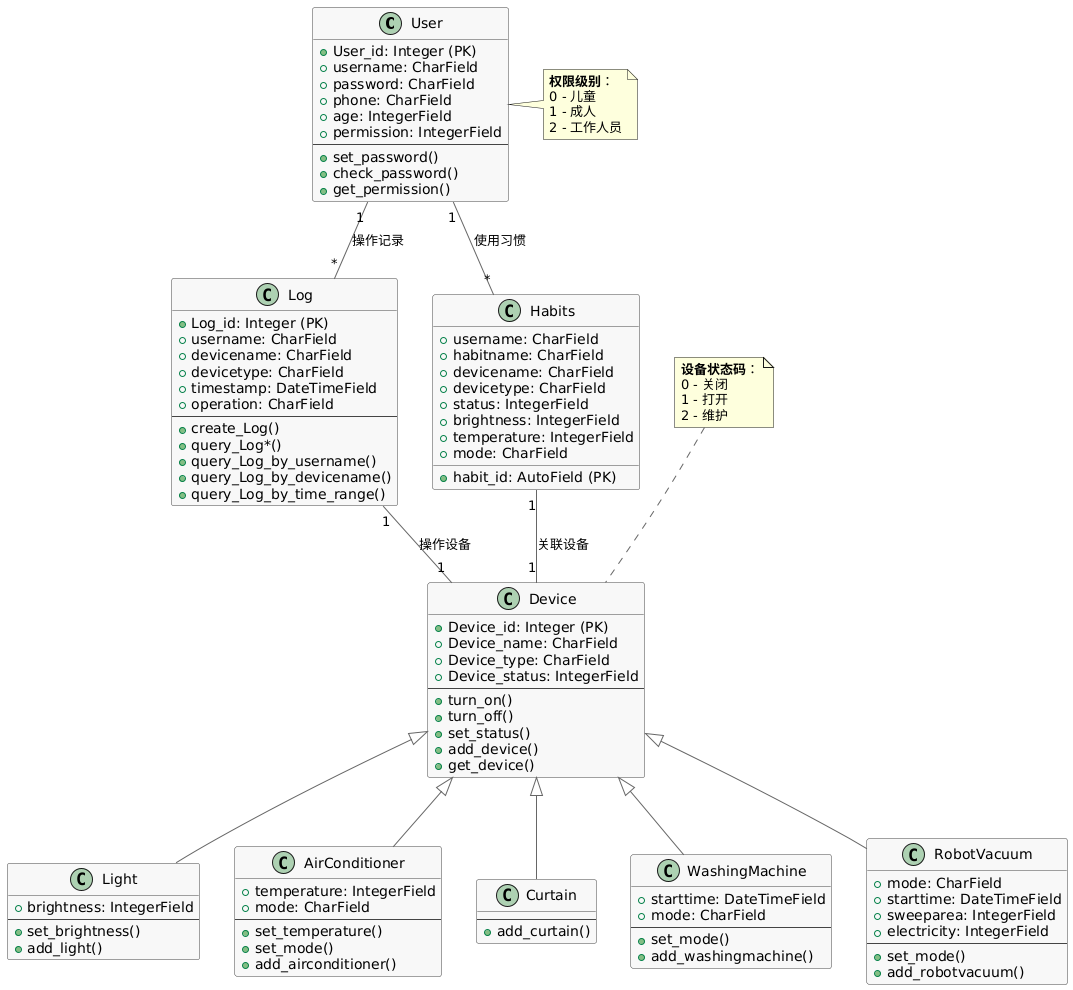 C User
User_id: Integer (PK)
username: CharField
password: CharField
phone: CharField
age: IntegerField
permission: IntegerField
set_password()
check_password()
get_permission()
权限级别：
0 - 儿童
1 - 成人
2 - 工作人员
1
操作记录
*
1
使用习惯
*
C Log
Log_id: Integer (PK)
username: CharField
devicename: CharField
devicetype: CharField
timestamp: DateTimeField
operation: CharField
create_Log()
query_Log*()
query_Log_by_username()
query_Log_by_devicename()
query_Log_by_time_range()
C Habits
username: CharField
habitname: CharField
devicename: CharField
devicetype: CharField
status: IntegerField
brightness: IntegerField
temperature: IntegerField
mode: CharField
habit_id: AutoField (PK)
设备状态码：
0 - 关闭
1 - 打开
2 - 维护
1
操作设备
1
1
关联设备
1
C Device
Device_id: Integer (PK)
Device_name: CharField
Device_type: CharField
Device_status: IntegerField
turn_on()
turn_off()
set_status()
add_device()
get_device()
C Light
brightness: IntegerField
set_brightness()
add_light()
C AirConditioner
temperature: IntegerField
mode: CharField
set_temperature()
set_mode()
add_airconditioner()
C Curtain
add_curtain()
C WashingMachine
starttime: DateTimeField
mode: CharField
set_mode()
add_washingmachine()
C RobotVacuum
mode: CharField
starttime: DateTimeField
sweeparea: IntegerField
electricity: IntegerField
set_mode()
add_robotvacuum()